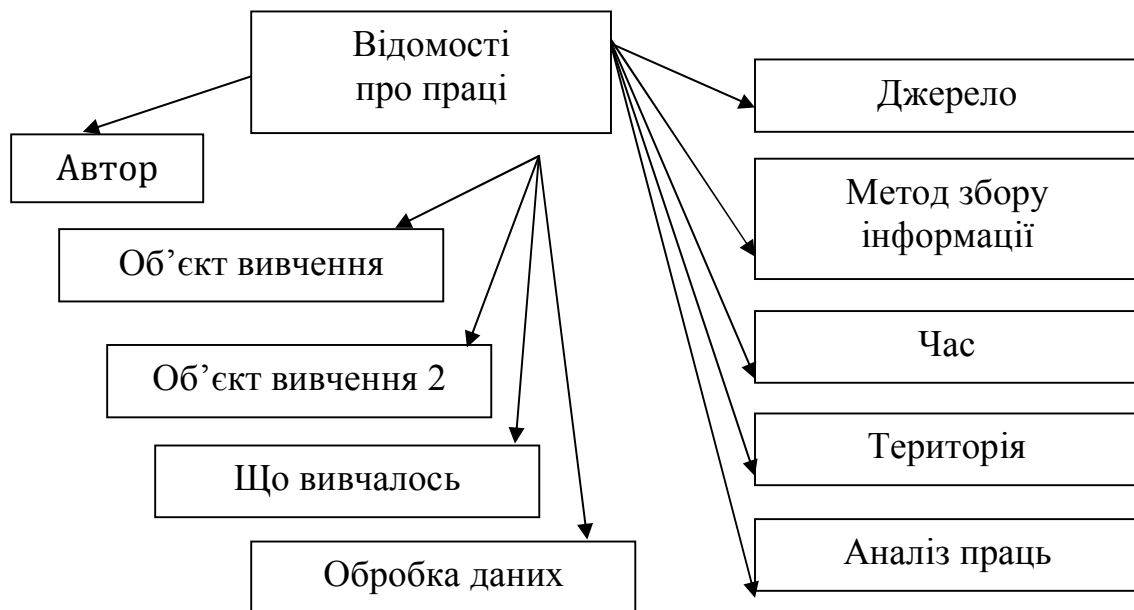 Відомості
про праці
Джерело
Автор
Метод збору
інформації
Об’єкт вивчення
Час
Об’єкт вивчення 2
Територія
Що вивчалось
Аналіз праць
Обробка даних